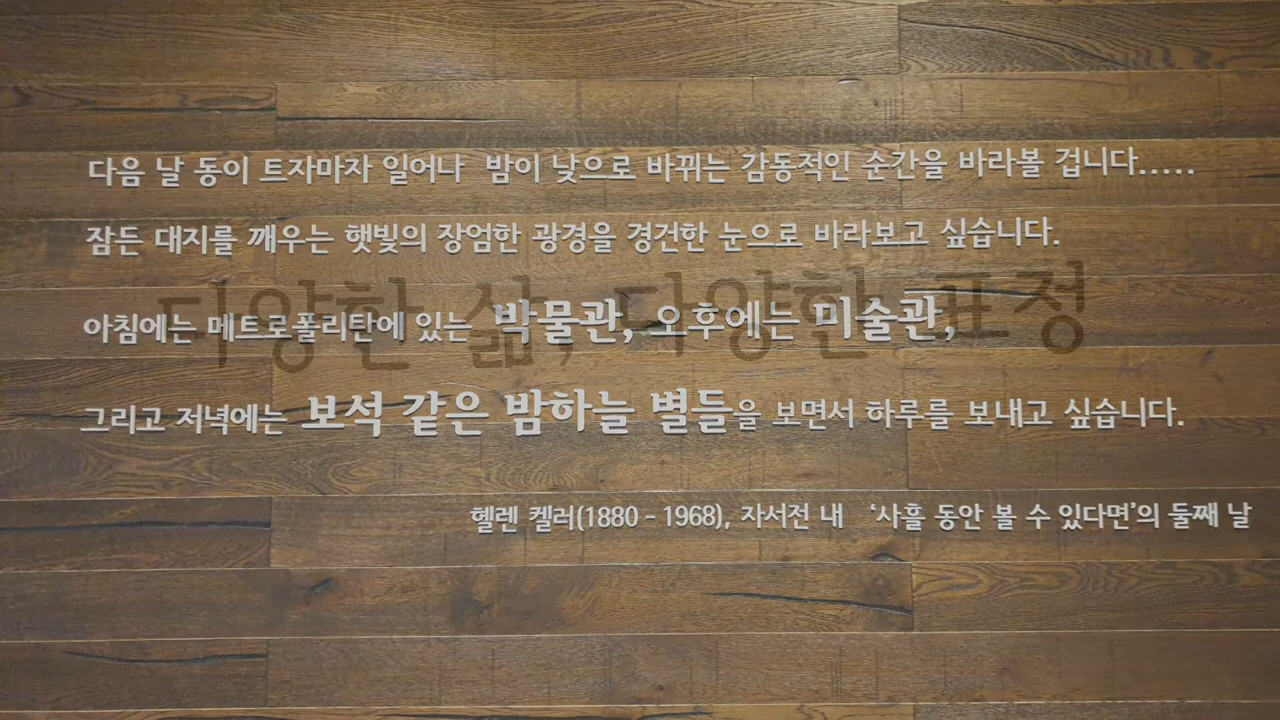 다음 날 동이 트자마자 일어나 밤이 낮으로 바뀌는 감동적인 순간을 바라볼 겁니다.....
잠든 대지를 깨우는 햇빛의 장엄한 광경을 경건한 눈으로 바라보고 싶습니다.
다양한 삶, 다양한 표정
아침에는 메트로폴리탄에 있는 박물관, 오후에는 미술관,
그리고 저녁에는 보석 같은 밤하늘 별들을 보면서 하루를 보내고 싶습니다.
헬렌 켈러(1880 - 1968), 자서전 내 ‘사흘 동안 볼 수 있다면’의 둘째 날